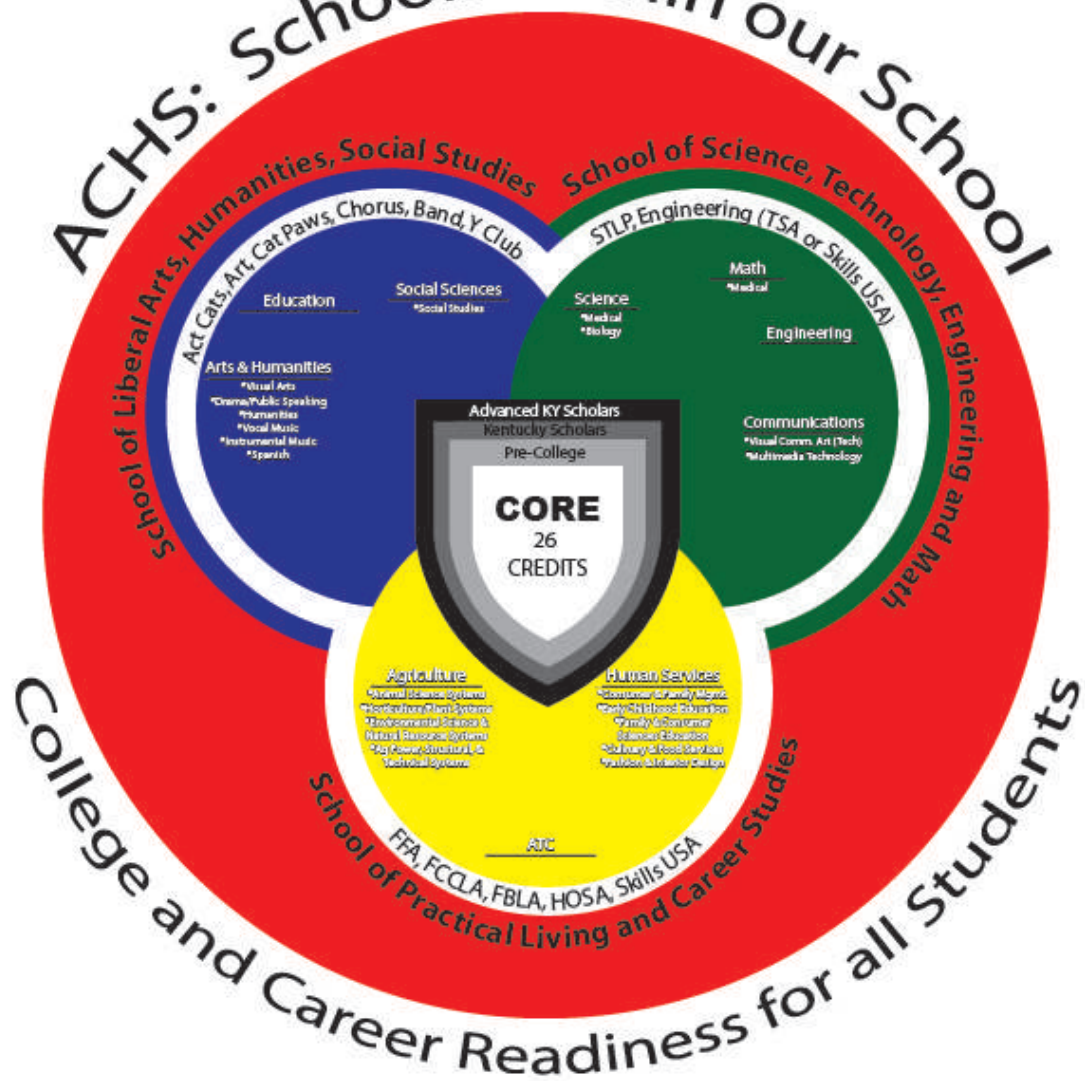 ACHS: Schools Within our School
School of Liberal Arts, Humanities, Social Studies
Act Cats, Art, Cat Paws, Chorus, Band, Y Club
Education
Social Sciences
*Social Studies
Arts & Humanities
*Visual Arts
*Drama/Public Speaking
*Humanities
*Vocal Music
*Instrumental Music
*Spanish
School of Science, Technology, Engineering and Math
STLP, Engineering (TSA or Skills USA)
Math
*Medical
Science
*Medical
*Biology
Engineering
Communications
*Visual Comm. Art (Tech)
*Multimedia Technology
Advanced KY Scholars
Kentucky Scholars
Pre-College
CORE
26
CREDITS
Agriculture
*Animal Science Systems
*Horticulture/Plant Systems
*Environmental Science &
Natural Resource Systems
*Ag Power, Structural, &
Technical Systems
Human Services
*Consumer & Family Mgmt.
*Early Childhood Education
*Family & Consumer
Sciences Education
*Culinary & Food Services
*Fashion & Interior Design
ATC
FFA, FCCLA, FBLA, HOSA, Skills USA
School of Practical Living and Career Studies
College and Career Readiness for all Students